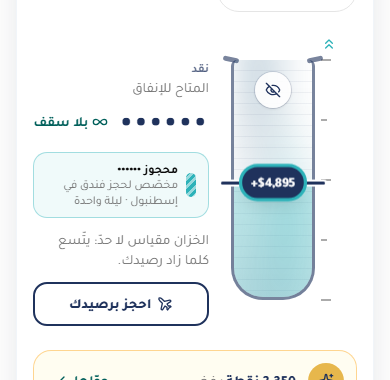 نقد
المتاح للإنفاق
•••••• ∞ بلا سقف
محجوز ••••••
مخصّص لحجز فندق في
إسطنبول · ليلة واحدة
+$4,895
الخزان مقياس لا حدّ: يتّسع
كلما زاد رصيدك.
احجز برصيدك